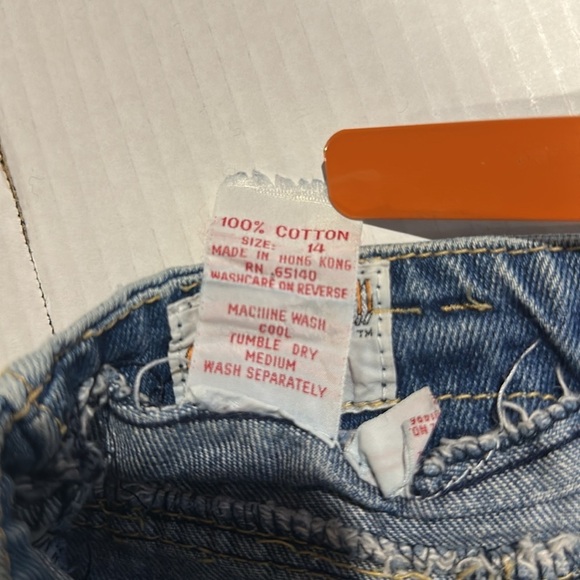 100% COTTON
SIZE: 14
MADE IN HONG KONG
RN 65140
WASHCARE ON REVERSE
MACHINE WASH
COOL
TUMBLE DRY
MEDIUM
WASH SEPARATELY
TM